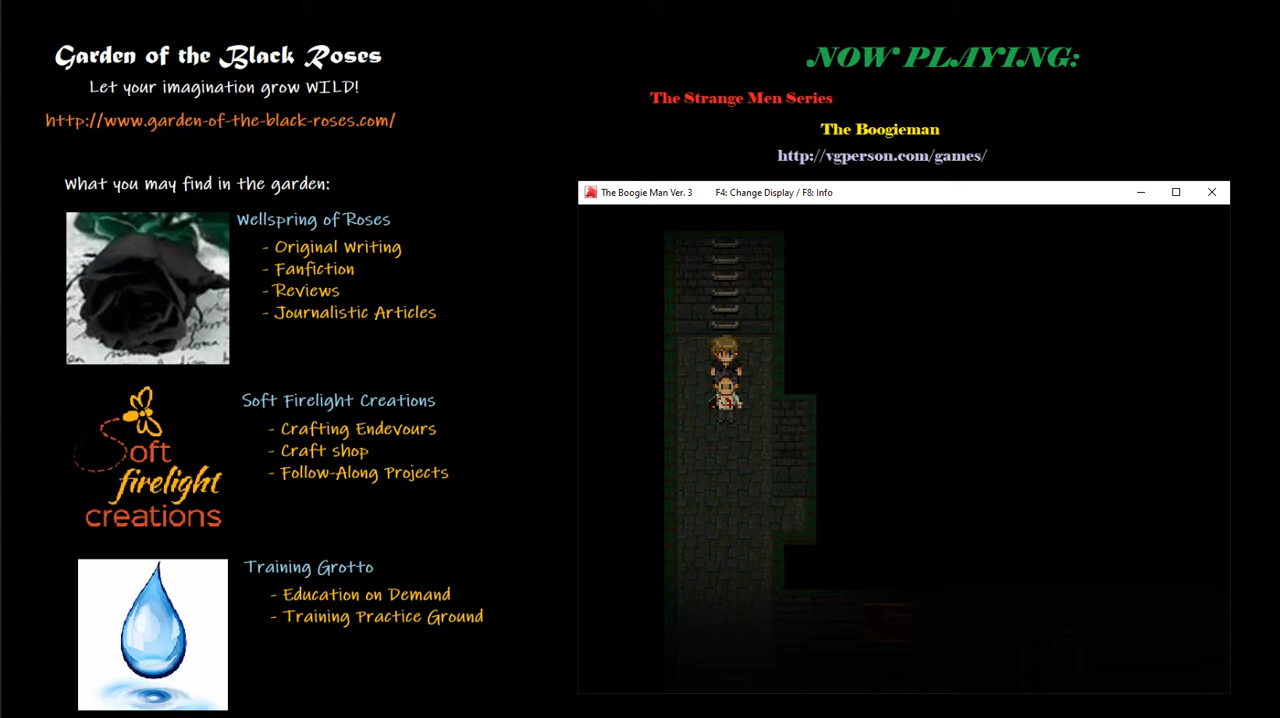 Garden of the Black Roses
Let your imagination grow WILD!
http://www.garden-of-the-black-roses.com/
What you may find in the garden:
Wellspring of Roses
- Original Writing
- Fanfiction
- Reviews
- Journalistic Articles
Soft Firelight Creations
- Crafting Endevours
- Craft shop
- Follow-Along Projects
Soft
firelight
creations
Training Grotto
- Education on Demand
- Training Practice Ground
NOW PLAYING:
The Strange Men Series
The Boogieman
http://vgperson.com/games/
The Boogie Man Ver. 3 F4: Change Display / F8: Info